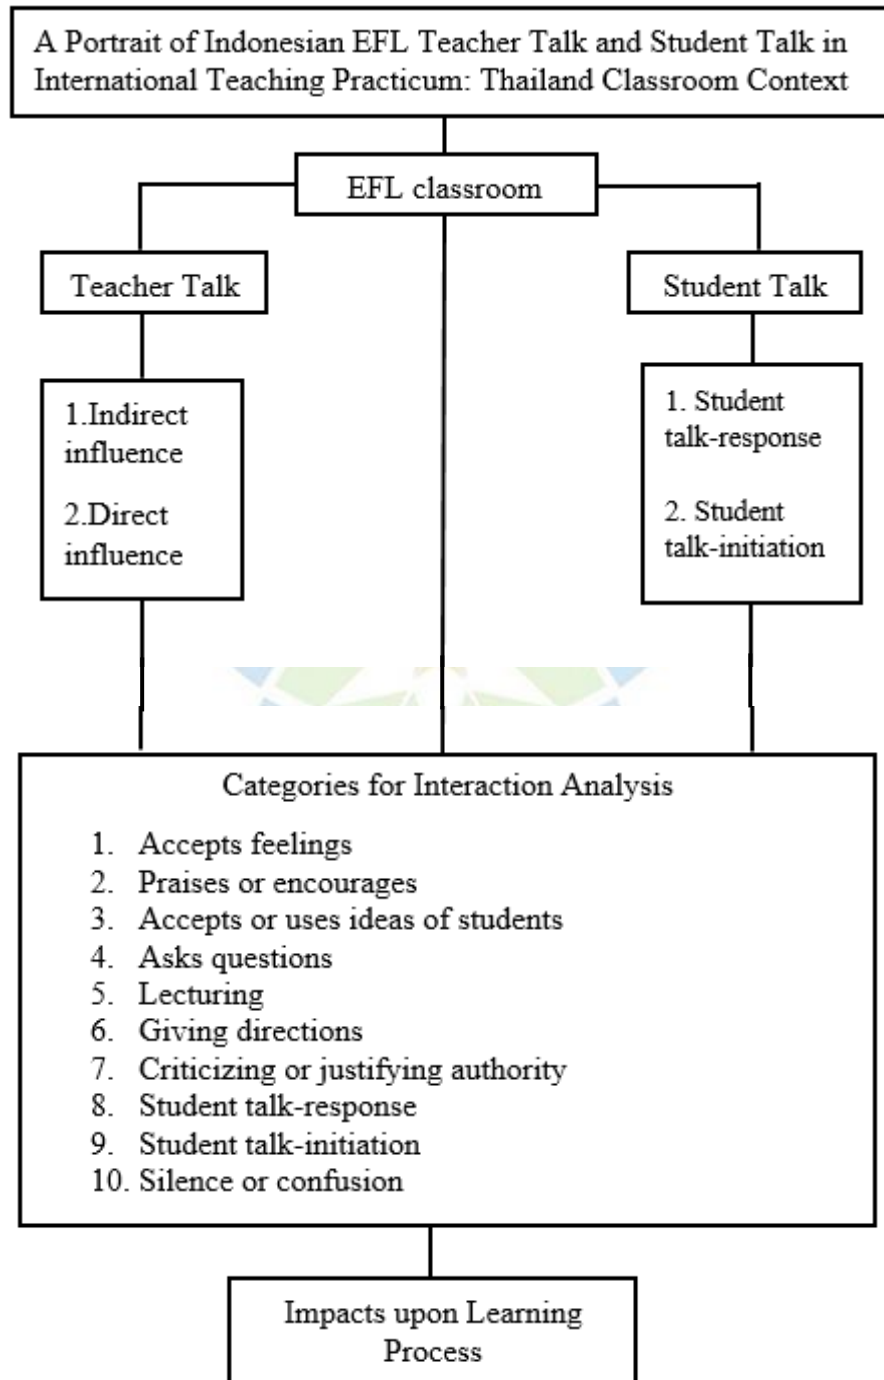 A Portrait of Indonesian EFL Teacher Talk and Student Talk in
International Teaching Practicum: Thailand Classroom Context
EFL classroom
Teacher Talk
Student Talk
1.Indirect
influence
2.Direct
influence
1. Student
talk-response
2. Student
talk-initiation
Categories for Interaction Analysis
1. Accepts feelings
2. Praises or encourages
3. Accepts or uses ideas of students
4. Asks questions
5. Lecturing
6. Giving directions
7. Criticizing or justifying authority
8. Student talk-response
9. Student talk-initiation
10. Silence or confusion
Impacts upon Learning
Process